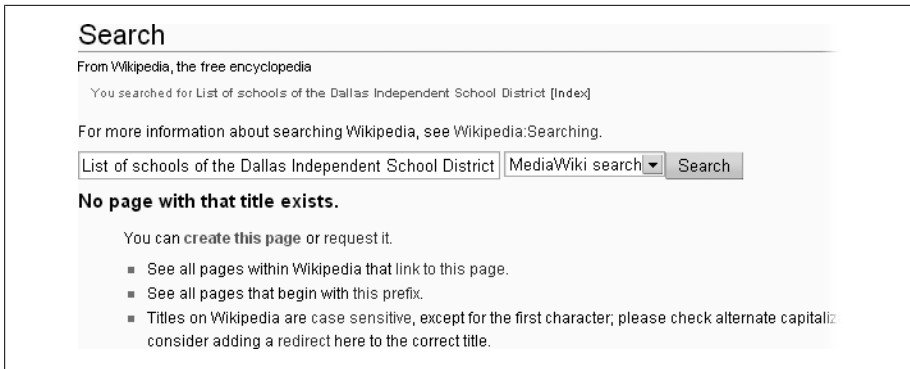 Search
From Wikipedia, the free encyclopedia
You searched for List of schools of the Dallas Independent School District [Index]
For more information about searching Wikipedia, see Wikipedia:Searching.
List of schools of the Dallas Independent School District MediaWiki search Search
No page with that title exists.
You can create this page or request it.
See all pages within Wikipedia that link to this page.
See all pages that begin with this prefix.
Titles on Wikipedia are case sensitive, except for the first character; please check alternate
consider adding a redirect here to the correct title.